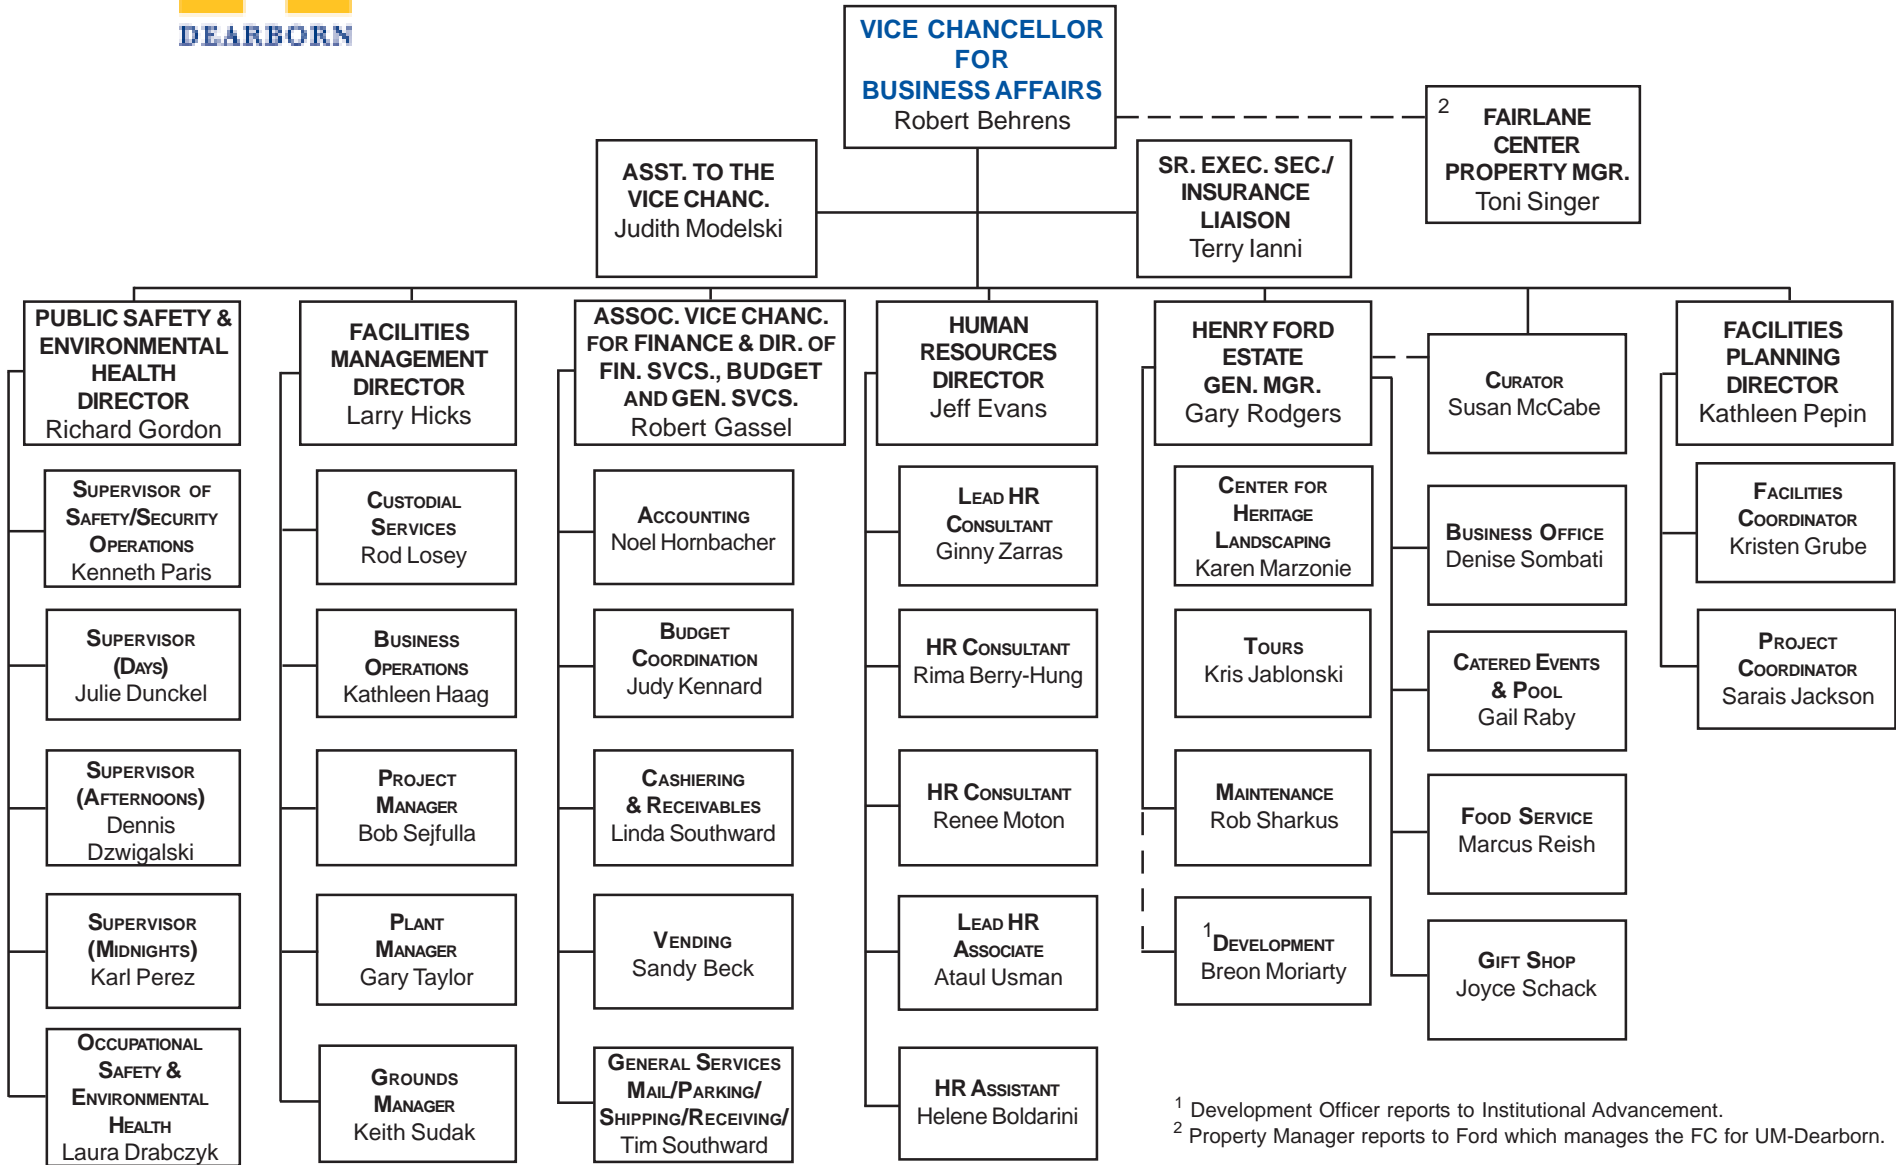 DEARBORN
VICE CHANCELLOR
FOR
BUSINESS AFFAIRS
Robert Behrens
2
FAIRLANE
CENTER
PROPERTY MGR.
Toni Singer
ASST. TO THE
VICE CHANC.
Judith Modelski
SR. EXEC. SEC./
INSURANCE
LIAISON
Terry Ianni
PUBLIC SAFETY &
ENVIRONMENTAL
HEALTH
DIRECTOR
Richard Gordon
FACILITIES
MANAGEMENT
DIRECTOR
Larry Hicks
ASSOC. VICE CHANC.
FOR FINANCE & DIR. OF
FIN. SVCS., BUDGET
AND GEN. SVCS.
Robert Gassel
HUMAN
RESOURCES
DIRECTOR
Jeff Evans
HENRY FORD
ESTATE
GEN. MGR.
Gary Rodgers
CURATOR
Susan McCabe
FACILITIES
PLANNING
DIRECTOR
Kathleen Pepin
SUPERVISOR OF
SAFETY/SECURITY
OPERATIONS
Kenneth Paris
SUPERVISOR
(DAYS)
Julie Dunckel
SUPERVISOR
(AFTERNOONS)
Dennis
Dzwigalski
SUPERVISOR
(MIDNIGHTS)
Karl Perez
OCCUPATIONAL
SAFETY &
ENVIRONMENTAL
HEALTH
Laura Drabczyk
CUSTODIAL
SERVICES
Rod Losey
BUSINESS
OPERATIONS
Kathleen Haag
PROJECT
MANAGER
Bob Sejfulla
PLANT
MANAGER
Gary Taylor
GROUNDS
MANAGER
Keith Sudak
ACCOUNTING
Noel Hornbacher
BUDGET
COORDINATION
Judy Kennard
CASHIERING
& RECEIVABLES
Linda Southward
VENDING
Sandy Beck
GENERAL SERVICES
MAIL/PARKING/
SHIPPING/RECEIVING/
Tim Southward
LEAD HR
CONSULTANT
Ginny Zarras
HR CONSULTANT
Rima Berry-Hung
HR CONSULTANT
Renee Moton
LEAD HR
ASSOCIATE
Ataul Usman
HR ASSISTANT
Helene Boldarini
CENTER FOR
HERITAGE
LANDSCAPING
Karen Marzonie
TOURS
Kris Jablonski
MAINTENANCE
Rob Sharkus
1 DEVELOPMENT
Breon Moriarty
BUSINESS OFFICE
Denise Sombati
CATERED EVENTS
& POOL
Gail Raby
FOOD SERVICE
Marcus Reish
GIFT SHOP
Joyce Schack
FACILITIES
COORDINATOR
Kristen Grube
PROJECT
COORDINATOR
Sarais Jackson
1 Development Officer reports to Institutional Advancement.
2 Property Manager reports to Ford which manages the FC for UM-Dearborn.